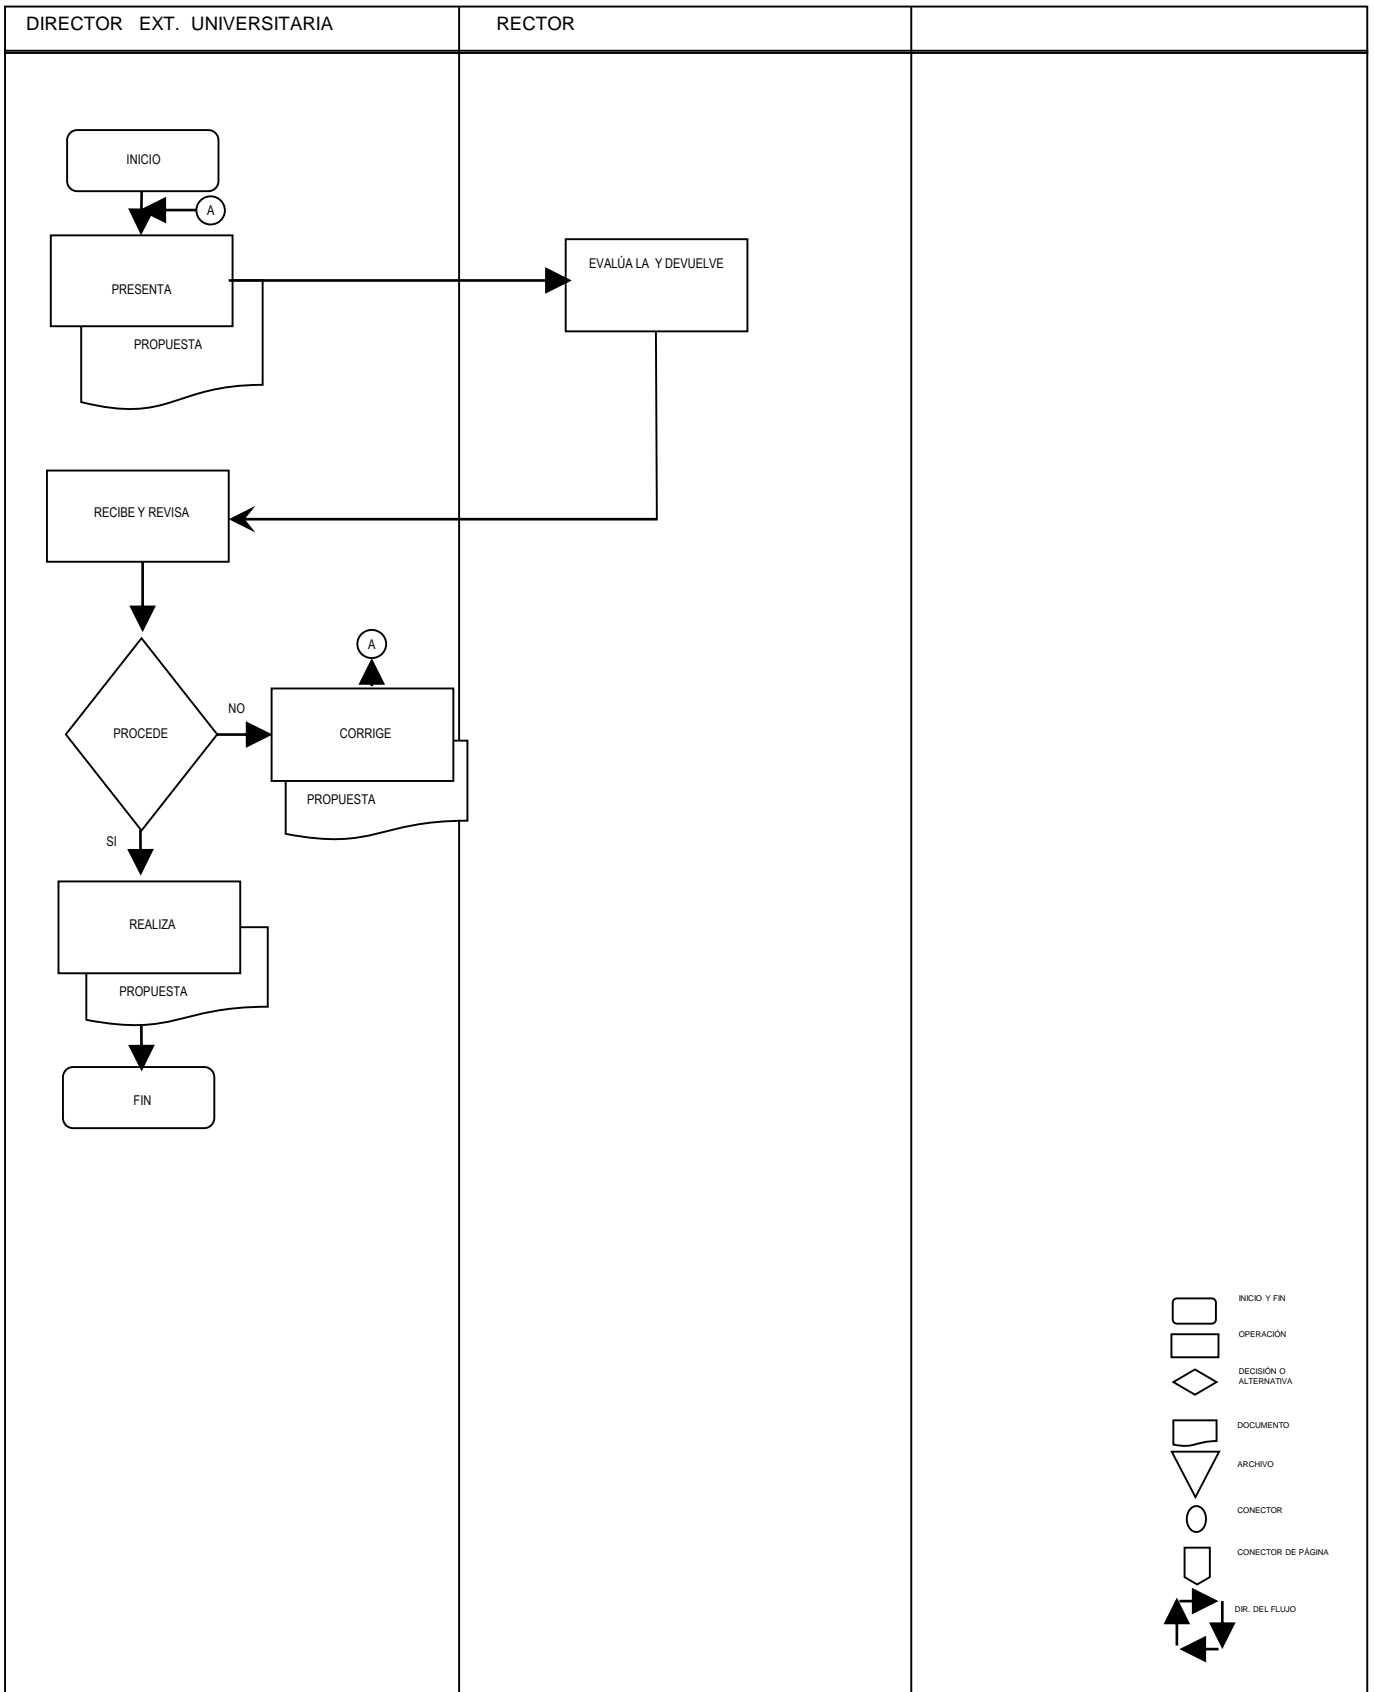 DIRECTOR EXT. UNIVERSITARIA
RECTOR
INICIO
A
PRESENTA
PROPUESTA
EVALÚA LA Y DEVUELVE
RECIBE Y REVISA
A
PROCEDE
NO
CORRIGE
PROPUESTA
SI
REALIZA
PROPUESTA
FIN
INICIO Y FIN
OPERACIÓN
DECISIÓN O
ALTERNATIVA
DOCUMENTO
ARCHIVO
CONECTOR
CONECTOR DE PÁGINA
DIR. DEL FLUJO